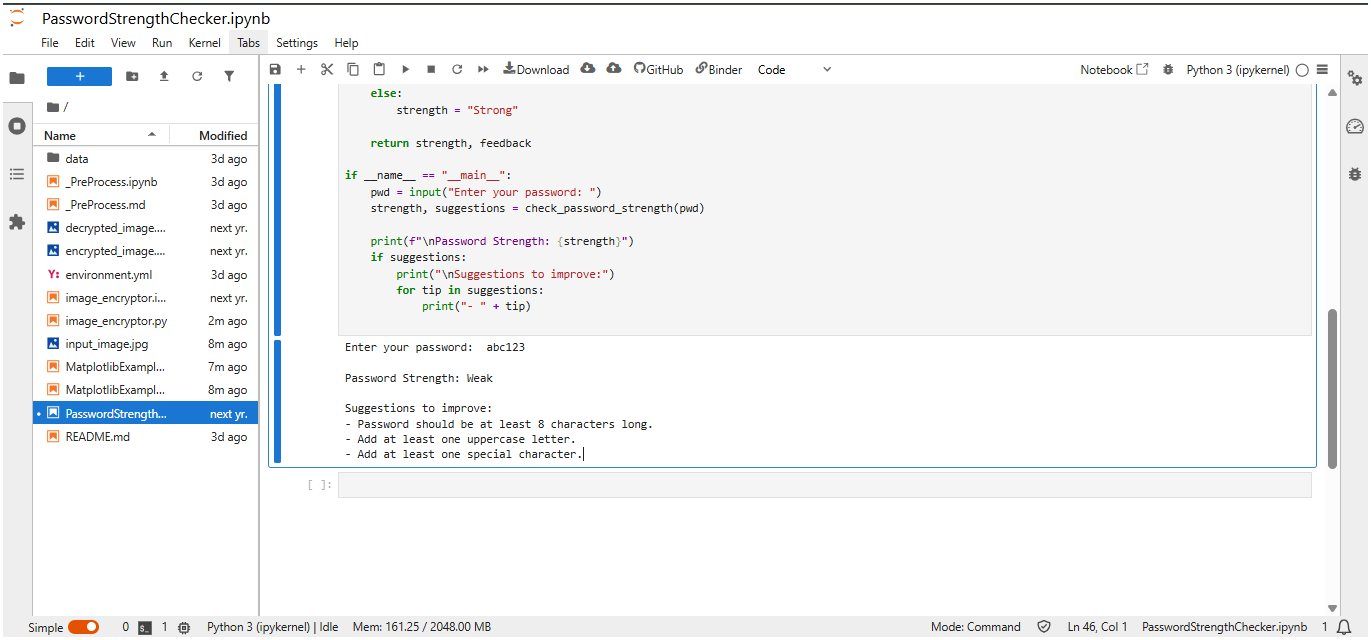 PasswordStrengthChecker.ipynb
File Edit View Run Kernel Tabs Settings Help
+
Download GitHub Binder Code Notebook Python 3 (ipykernel)
/
Name Modified
data 3d ago
_PreProcess.ipynb 3d ago
_PreProcess.md 3d ago
decrypted_image.... next yr.
encrypted_image.... next yr.
Y: environment.yml 3d ago
image_encryptor.i... next yr.
image_encryptor.py 2m ago
input_image.jpg 8m ago
MatplotlibExampl... 7m ago
MatplotlibExampl... 8m ago
PasswordStrength... next yr.
README.md 3d ago
else:
strength = "Strong"
return strength, feedback
if __name__ == "__main__":
pwd = input("Enter your password: ")
strength, suggestions = check_password_strength(pwd)
print(f"\nPassword Strength: {strength}")
if suggestions:
print("\nSuggestions to improve:")
for tip in suggestions:
print("- " + tip)
Enter your password:  abc123
Password Strength: Weak
Suggestions to improve:
- Password should be at least 8 characters long.
- Add at least one uppercase letter.
- Add at least one special character.
[ ]:
Simple 0 $_ 1 Python 3 (ipykernel) | Idle Mem: 161.25 / 2048.00 MB Mode: Command Ln 46, Col 1 PasswordStrengthChecker.ipynb 1